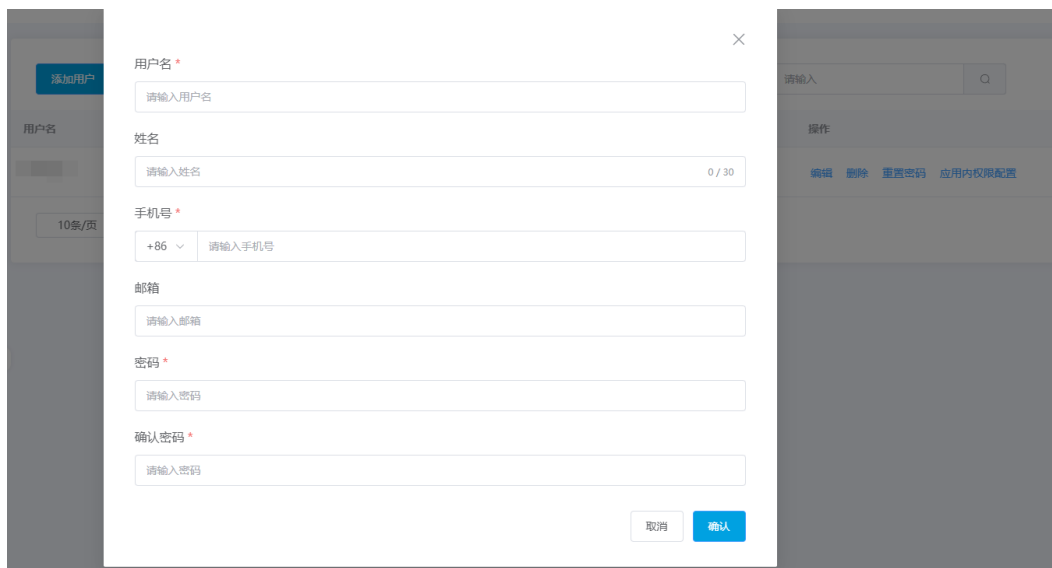 用户名 *
请输入用户名
添加用户
请输入
用户名
操作
姓名
请输入姓名
0 / 30
编辑 删除 重置密码 应用内权限配置
手机号 *
10条/页
+86
请输入手机号
邮箱
请输入邮箱
密码 *
请输入密码
确认密码 *
请输入密码
取消
确认